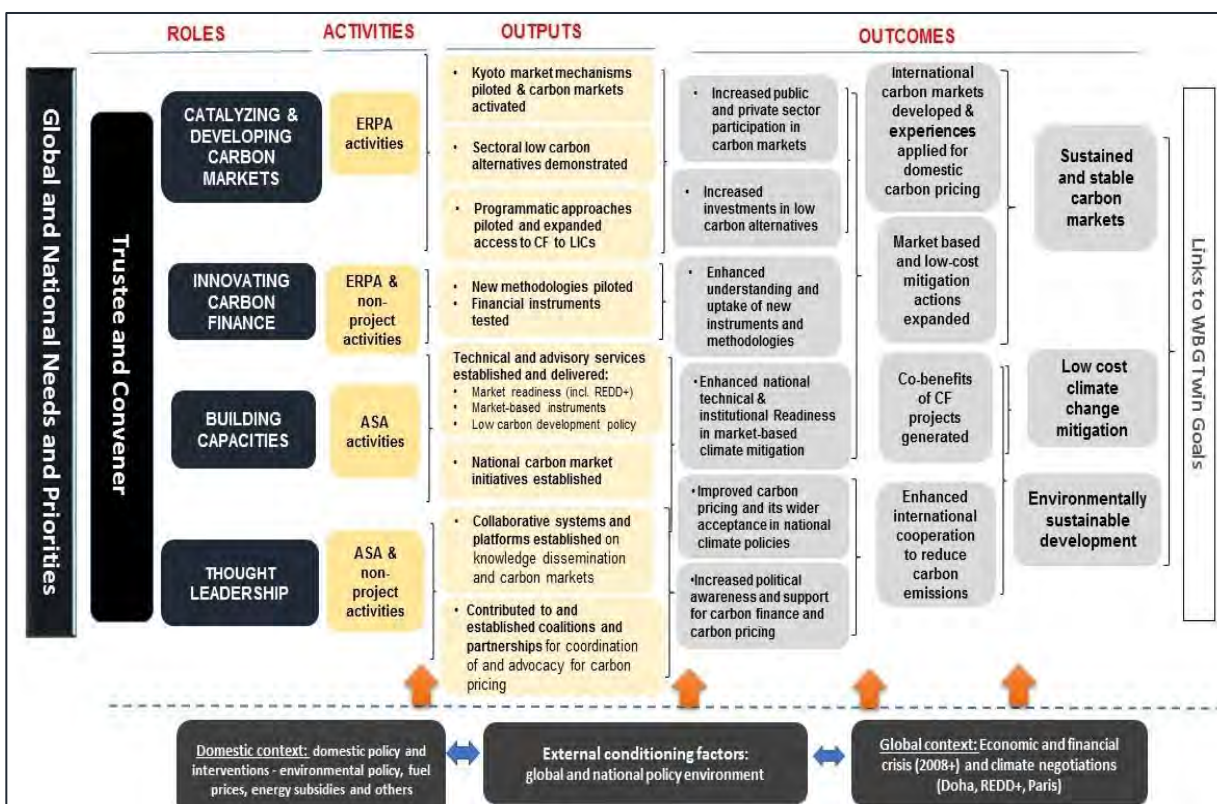 ROLES
ACTIVITIES
OUTPUTS
OUTCOMES
Global and National Needs and Priorities
Trustee and Convener
CATALYZING &
DEVELOPING
CARBON
MARKETS
INNOVATING
CARBON
FINANCE
BUILDING
CAPACITIES
THOUGHT
LEADERSHIP
ERPA
activities
ERPA &
non-
project
activities
ASA
activities
ASA &
non-
project
activities
• Kyoto market mechanisms
piloted & carbon markets
activated
• Sectoral low carbon
alternatives demonstrated
• Programmatic approaches
piloted and expanded
access to CF to LICs
• New methodologies piloted
• Financial instruments
tested
Technical and advisory services
established and delivered:
• Market readiness (incl. REDD+)
• Market-based instruments
• Low carbon development policy
• National carbon market
initiatives established
• Collaborative systems and
platforms established on
knowledge dissemination
and carbon markets
• Contributed to and
established coalitions and
partnerships for coordination
of and advocacy for carbon
pricing
• Increased public
and private sector
participation in
carbon markets
• Increased
investments in low
carbon alternatives
• Enhanced
understanding and
uptake of new
instruments and
methodologies
• Enhanced national
technical &
institutional Readiness
in market-based
climate mitigation
• Improved carbon
pricing and its wider
acceptance in national
climate policies
• Increased political
awareness and support
for carbon finance and
carbon pricing
International
carbon markets
developed &
experiences
applied for
domestic
carbon pricing
Market based
and low-cost
mitigation
actions
expanded
Co-benefits
of CF
projects
generated
Enhanced
international
cooperation
to reduce
carbon
emissions
Sustained
and stable
carbon
markets
Low cost
climate
change
mitigation
Environmentally
sustainable
development
Links to WBG Twin Goals
Domestic context: domestic policy and
interventions - environmental policy, fuel
prices, energy subsidies and others
External conditioning factors:
global and national policy environment
Global context: Economic and financial
crisis (2008+) and climate negotiations
(Doha, REDD+, Paris)